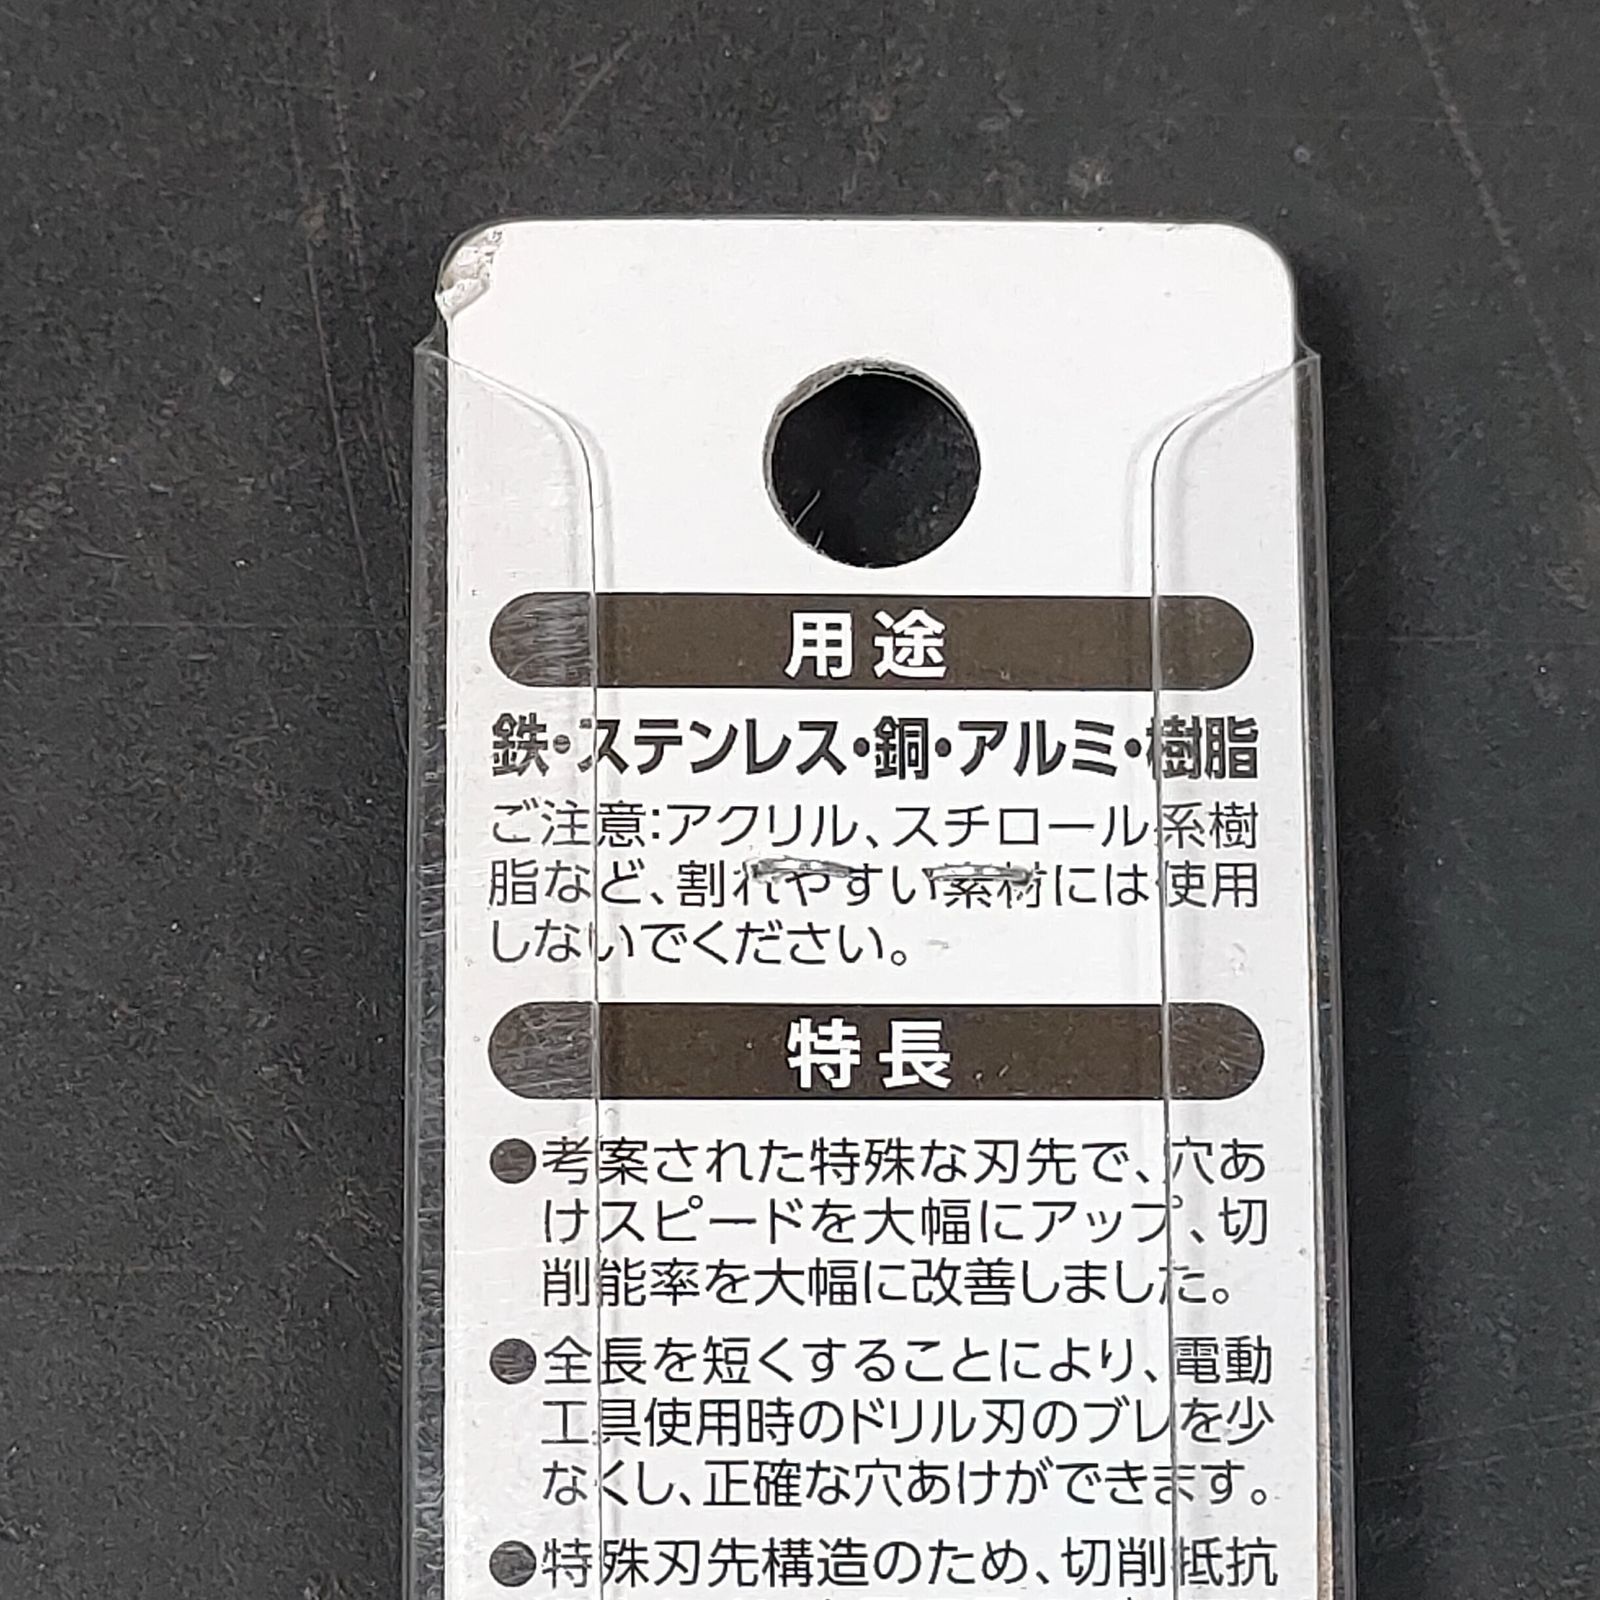 用途
鉄・ステンレス・銅・アルミ・樹脂
ご注意：アクリル、スチロール系樹
脂など、割れやすい素材には使用
しないでください。
特長
●考案された特殊な刃先で、穴あ
けスピードを大幅にアップ、切
削能率を大幅に改善しました。
●全長を短くすることにより、電動
工具使用時のドリル刃のブレを少
なくし、正確な穴あけができます。
●特殊刃先構造のため、切削抵抗